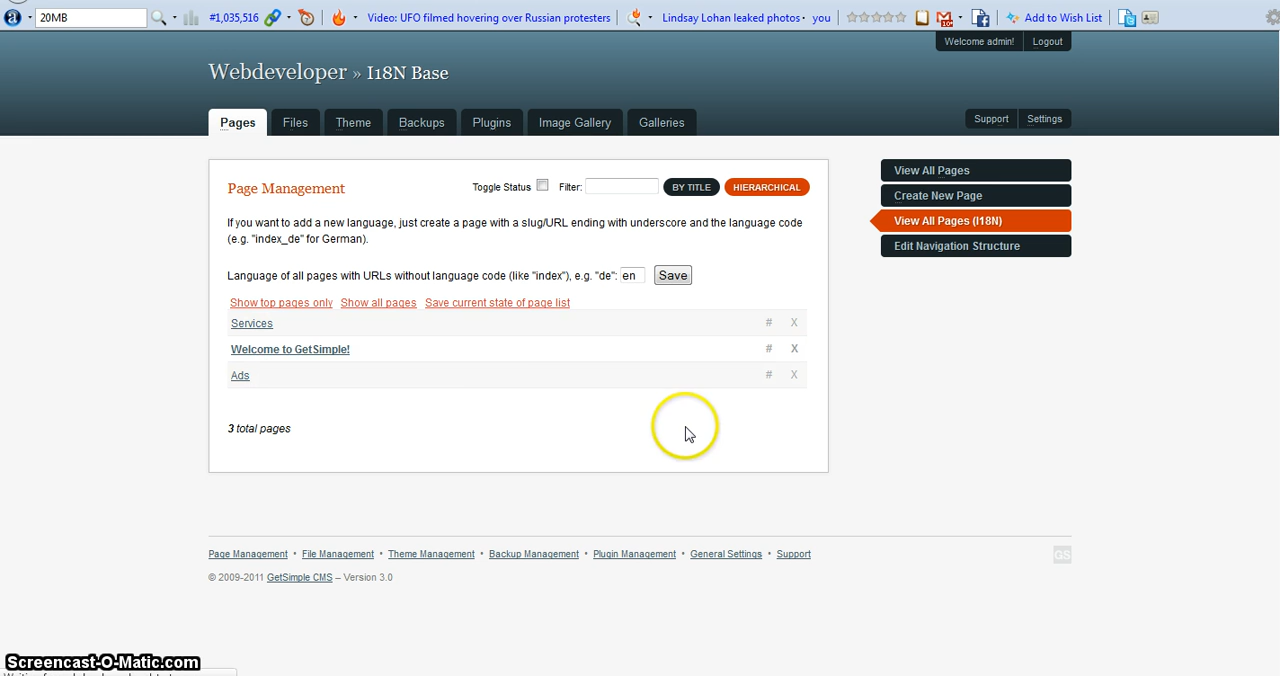 20MB #1,035,516 Video: UFO filmed hovering over Russian protesters Lindsay Lohan leaked photos· you Add to Wish List
Welcome admin! Logout
Webdeveloper » I18N Base
Pages Files Theme Backups Plugins Image Gallery Galleries Support Settings
Page Management Toggle Status Filter: BY TITLE HIERARCHICAL
If you want to add a new language, just create a page with a slug/URL ending with underscore and the language code
(e.g. "index_de" for German).
Language of all pages with URLs without language code (like "index"), e.g. "de": en Save
Show top pages only Show all pages Save current state of page list
Services # X
Welcome to GetSimple! # X
Ads # X
3 total pages
View All Pages
Create New Page
View All Pages (I18N)
Edit Navigation Structure
Page Management • File Management • Theme Management • Backup Management • Plugin Management • General Settings • Support
GS
© 2009-2011 GetSimple CMS – Version 3.0
Screencast-O-Matic.com